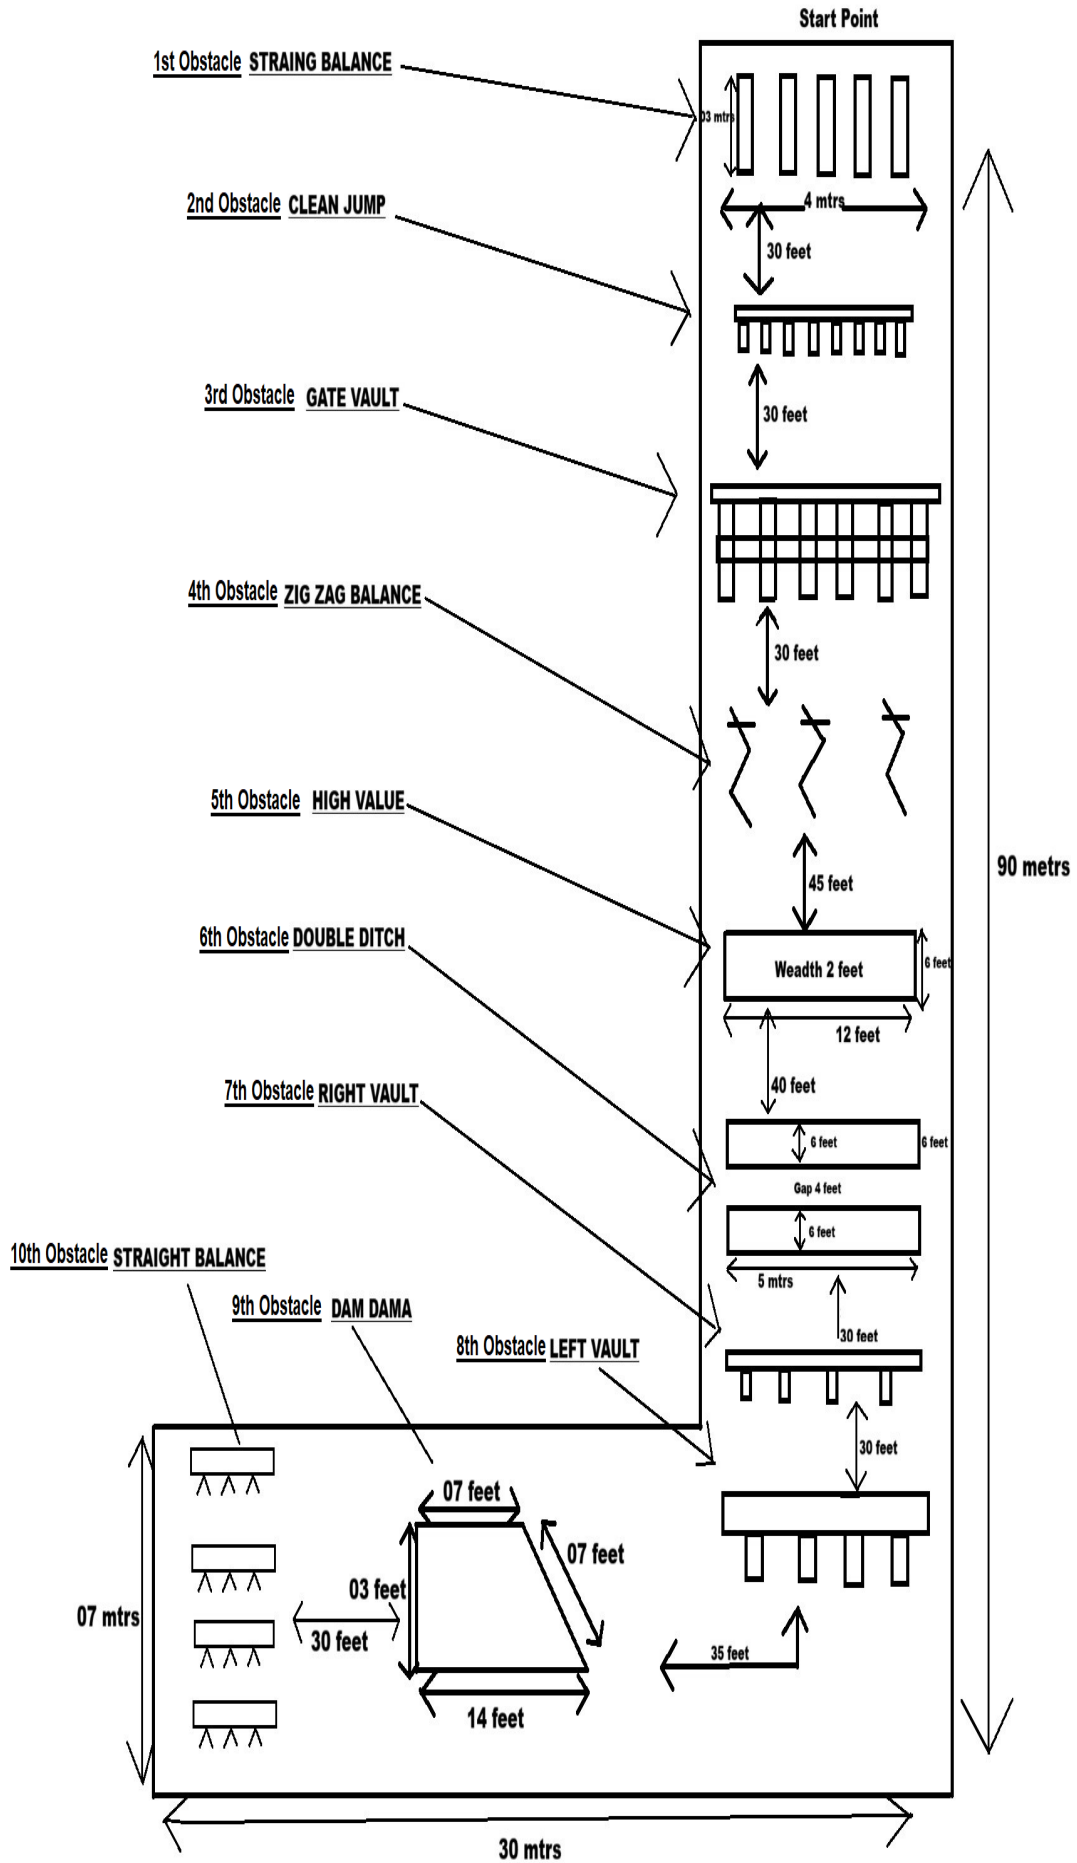 Start Point
1st Obstacle STRAING BALANCE
03 mtrs
2nd Obstacle CLEAN JUMP
4 mtrs
30 feet
3rd Obstacle GATE VAULT
30 feet
4th Obstacle ZIG ZAG BALANCE
30 feet
5th Obstacle HIGH VALUE
90 metrs
45 feet
6th Obstacle DOUBLE DITCH
Weadth 2 feet
6 feet
12 feet
7th Obstacle RIGHT VAULT
40 feet
6 feet
6 feet
Gap 4 feet
6 feet
10th Obstacle STRAIGHT BALANCE
5 mtrs
9th Obstacle DAM DAMA
30 feet
8th Obstacle LEFT VAULT
30 feet
07 feet
07 feet
03 feet
07 mtrs
30 feet
35 feet
14 feet
30 mtrs